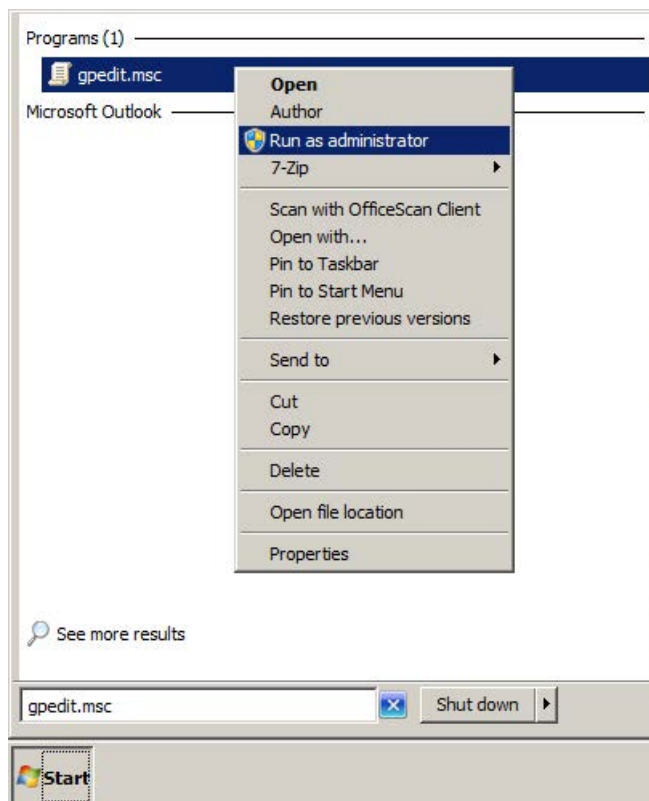 Programs (1)
gpedit.msc
Microsoft Outlook
Open
Author
Run as administrator
7-Zip
Scan with OfficeScan Client
Open with...
Pin to Taskbar
Pin to Start Menu
Restore previous versions
Send to
Cut
Copy
Delete
Open file location
Properties
See more results
gpedit.msc
Shut down
Start